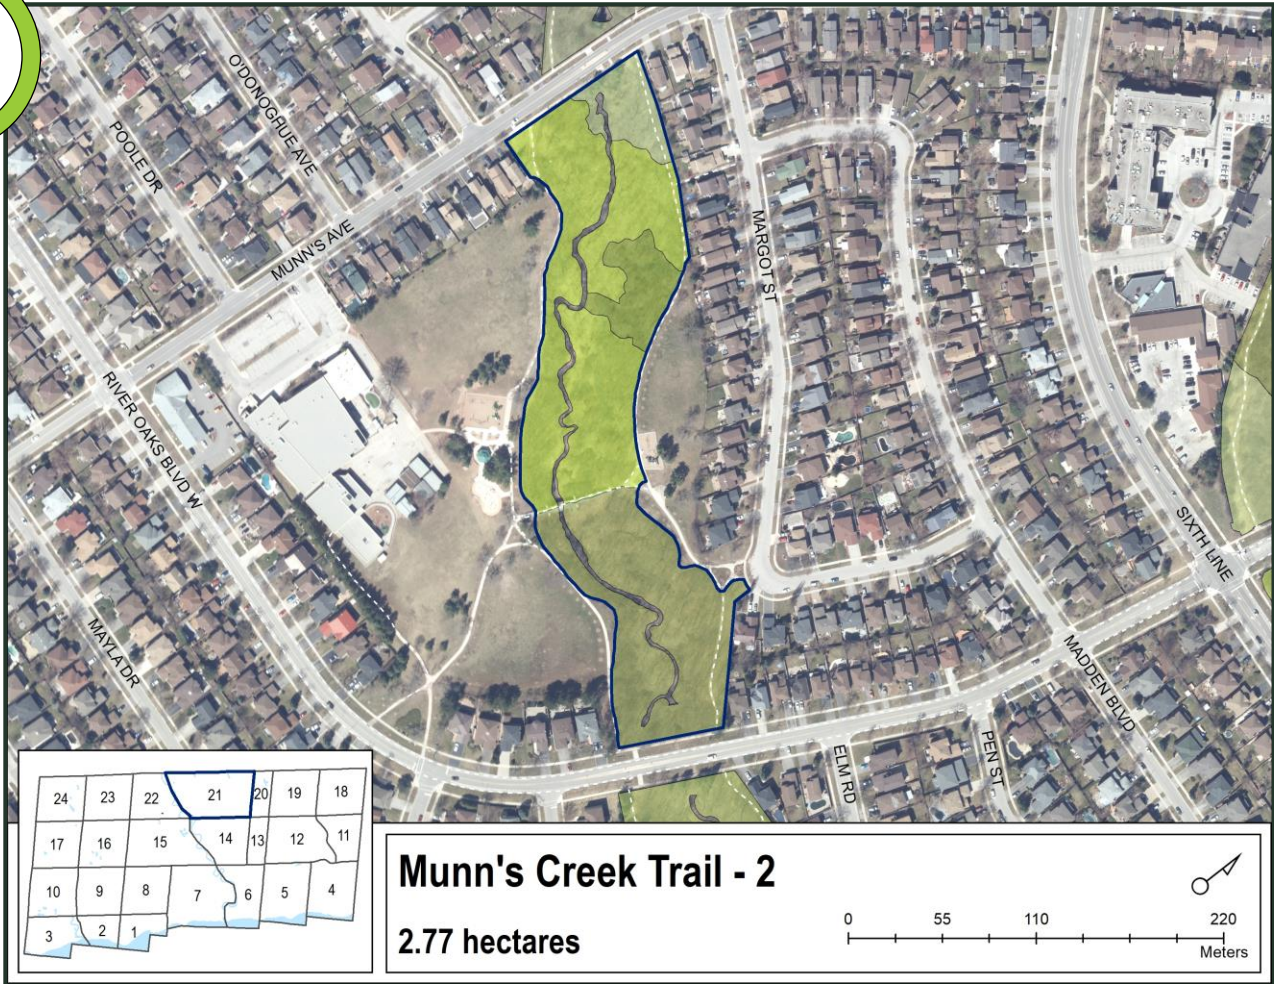 O'DONOGHUE AVE
POOLE DR
MUNN'S AVE
MARGOT ST
RIVER OAKS BLVD W
SIXTH LINE
MAYLA DR
MADDEN BLVD
PEN ST
ELM RD
24 23 22 21 20 19 18
17 16 15 14 13 12 11
10 9 8 7 6 5 4
3 2 1
Munn's Creek Trail - 2
2.77 hectares
0 55 110 220
Meters